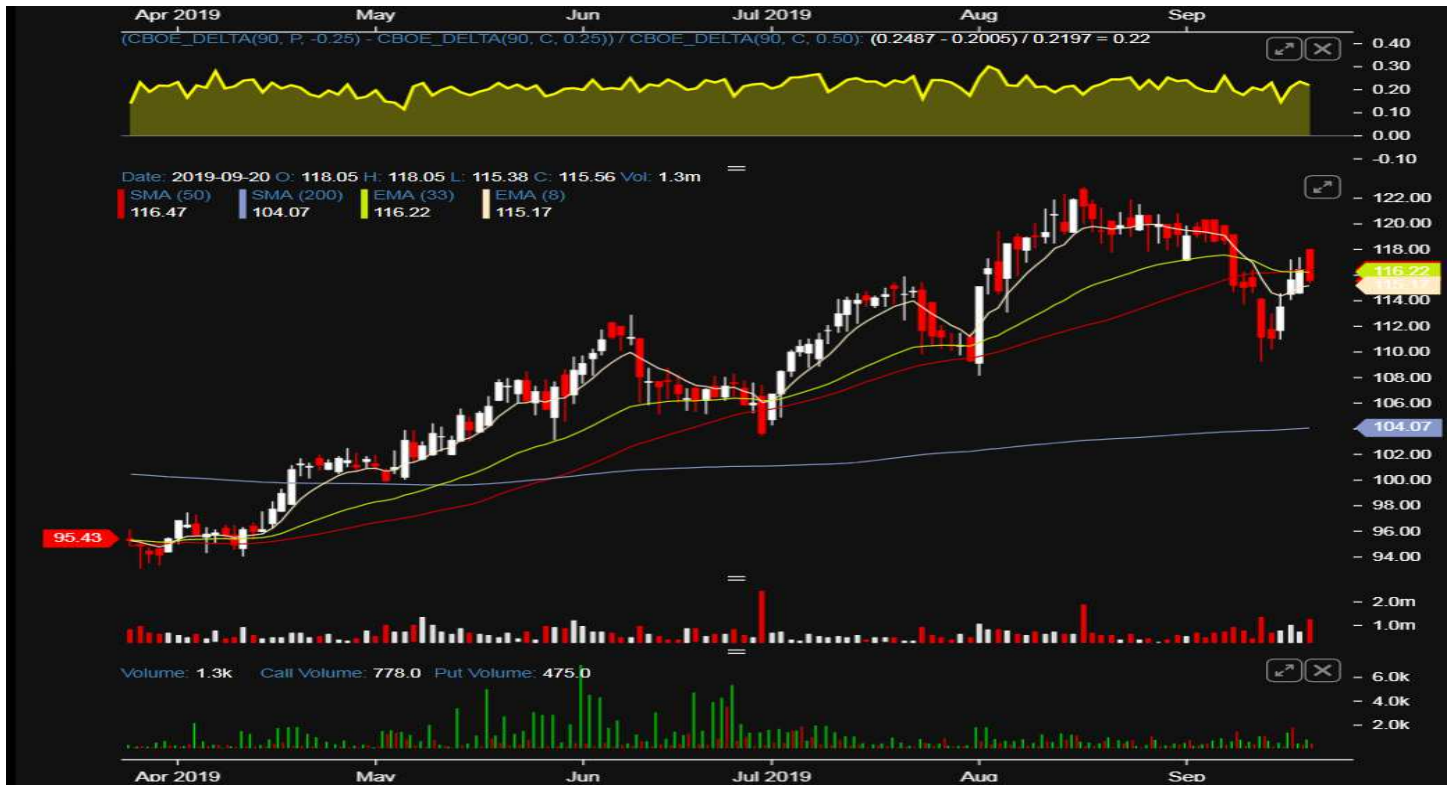 Apr 2019 May Jun Jul 2019 Aug Sep
(CBOE_DELTA(90, P, -0.25) - CBOE_DELTA(90, C, 0.25)) / CBOE_DELTA(90, C, 0.50): (0.2487 - 0.2005) / 0.2197 = 0.22
0.40
0.30
0.20
0.10
0.00
-0.10
Date: 2019-09-20 O: 118.05 H: 118.05 L: 115.38 C: 115.56 Vol: 1.3m
SMA (50) SMA (200) EMA (33) EMA (8)
116.47 104.07 116.22 115.17
122.00
120.00
118.00
116.22
115.17
114.00
112.00
110.00
108.00
106.00
104.07
102.00
100.00
98.00
96.00
95.43
94.00
2.0m
1.0m
Volume: 1.3k Call Volume: 778.0 Put Volume: 475.0
6.0k
4.0k
2.0k
Apr 2019 May Jun Jul 2019 Aug Sep